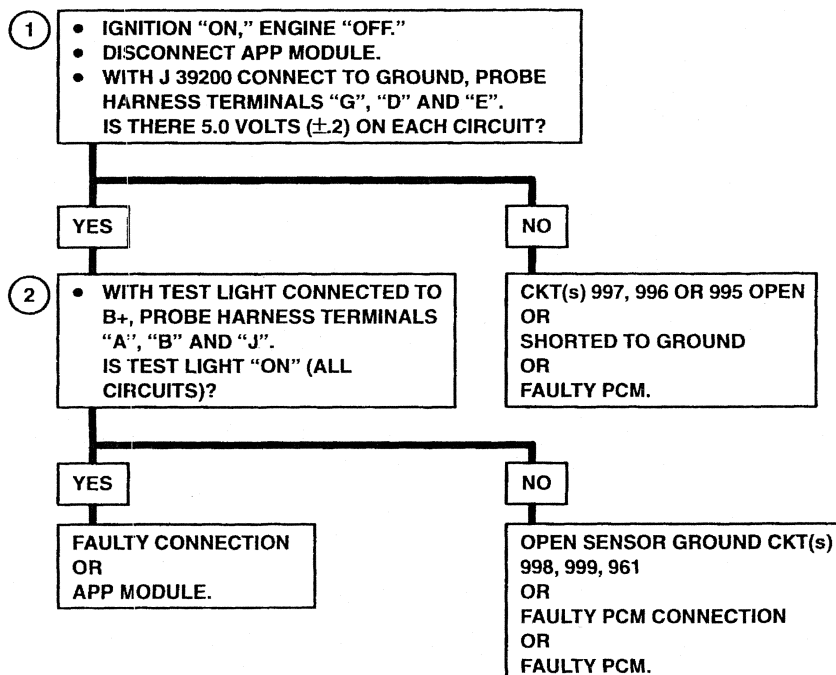 1
• IGNITION “ON,” ENGINE “OFF.”
• DISCONNECT APP MODULE.
• WITH J 39200 CONNECT TO GROUND, PROBE
HARNESS TERMINALS “G”, “D” AND “E”.
IS THERE 5.0 VOLTS (±.2) ON EACH CIRCUIT?
YES
NO
2
• WITH TEST LIGHT CONNECTED TO
B+, PROBE HARNESS TERMINALS
“A”, “B” AND “J”.
IS TEST LIGHT “ON” (ALL
CIRCUITS)?
CKT(s) 997, 996 OR 995 OPEN
OR
SHORTED TO GROUND
OR
FAULTY PCM.
YES
NO
FAULTY CONNECTION
OR
APP MODULE.
OPEN SENSOR GROUND CKT(s)
998, 999, 961
OR
FAULTY PCM CONNECTION
OR
FAULTY PCM.